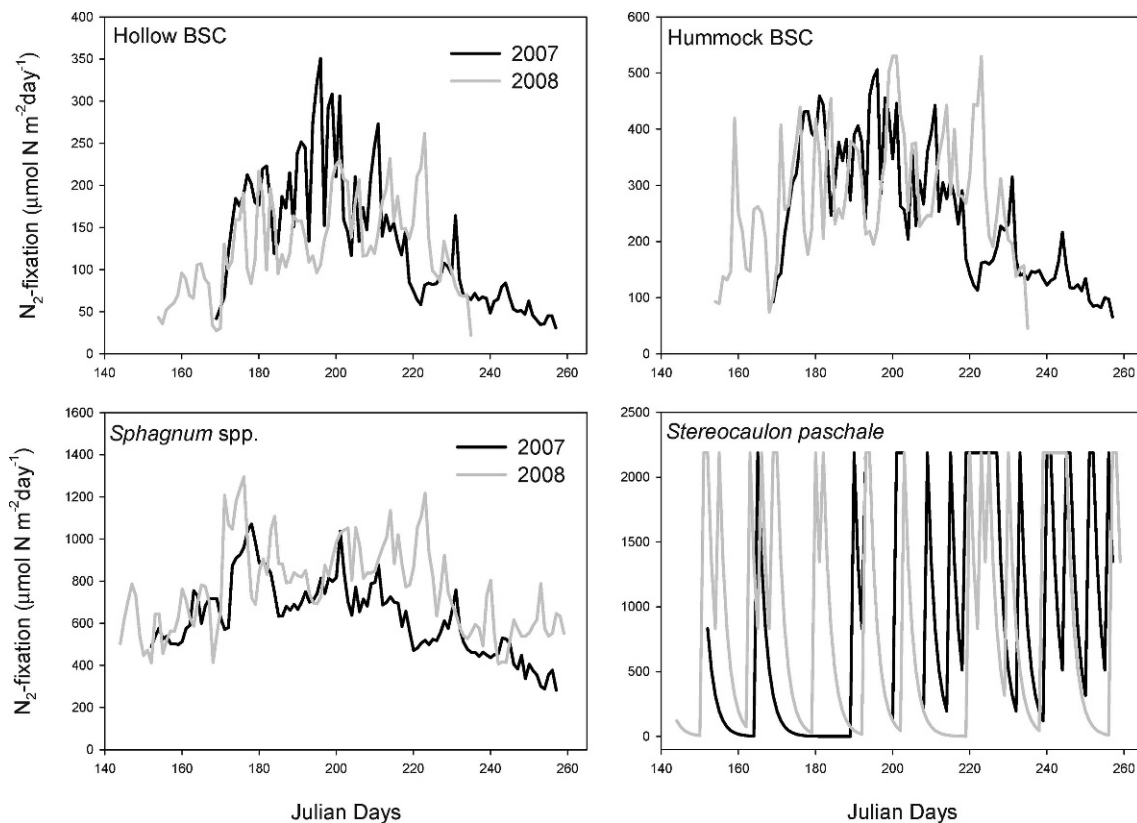 Hollow BSC
2007
2008
N2-fixation (μmol N m-2day-1)
400
350
300
250
200
150
100
50
0
140 160 180 200 220 240 260
Hummock BSC
600
500
400
300
200
100
0
140 160 180 200 220 240 260
Sphagnum spp.
2007
2008
N2-fixation (μmol N m-2day-1)
1600
1400
1200
1000
800
600
400
200
0
140 160 180 200 220 240 260
Julian Days
Stereocaulon paschale
2500
2000
1500
1000
500
0
140 160 180 200 220 240 260
Julian Days